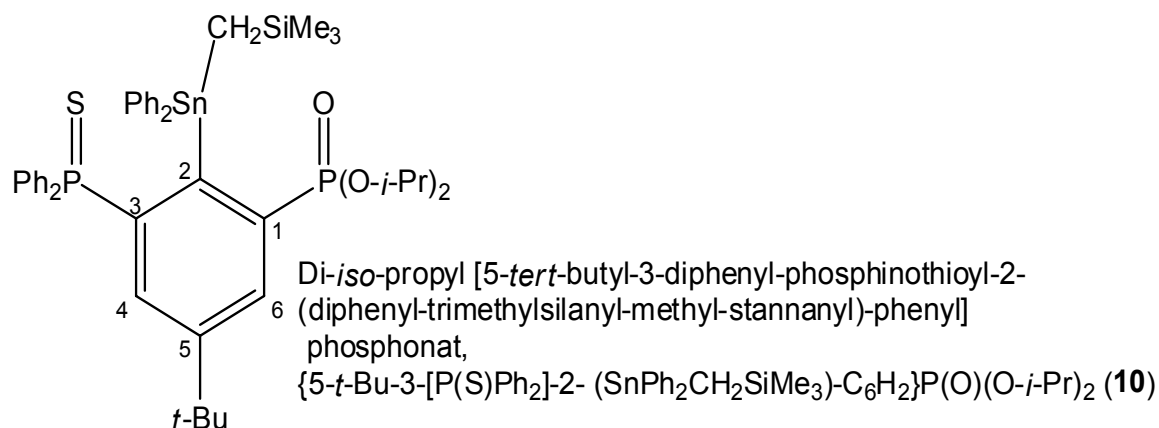 CH2SiMe3
S
Ph2Sn
O
Ph2P
P(O-i-Pr)2
2
3
1
4
6
5
t-Bu
Di-iso-propyl [5-tert-butyl-3-diphenyl-phosphinothioyl-2-
(diphenyl-trimethylsilanyl-methyl-stannanyl)-phenyl]
phosphonat,
{5-t-Bu-3-[P(S)Ph2]-2- (SnPh2CH2SiMe3)-C6H2}P(O)(O-i-Pr)2 (10)